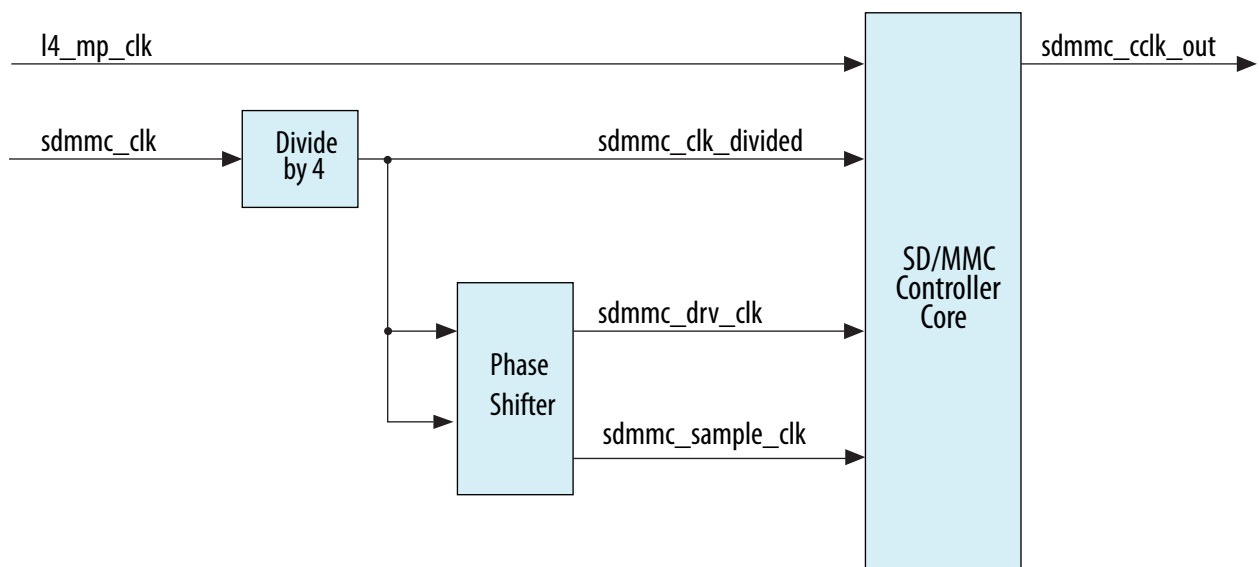 l4_mp_clk
sdmmc_cclk_out
sdmmc_clk
Divide
by 4
sdmmc_clk_divided
SD/MMC
Controller
Core
sdmmc_drv_clk
Phase
Shifter
sdmmc_sample_clk